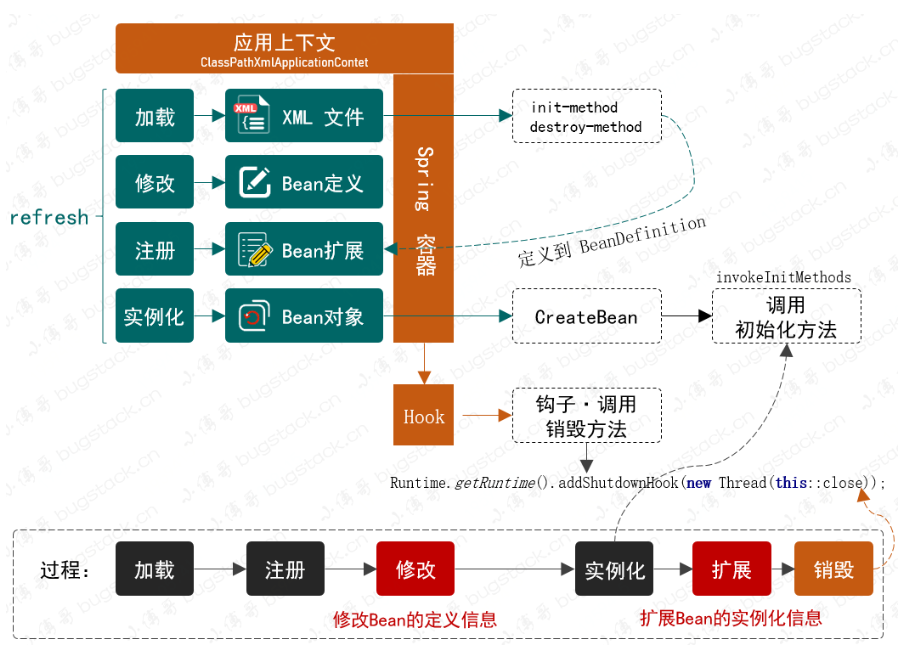 应用上下文
ClassPathXmlApplicationContet
refresh
加载
XML
XML 文件
init-method
destroy-method
修改
Bean定义
Spring 容器
注册
Bean扩展
定义到 BeanDefinition
实例化
Bean对象
CreateBean
invokeInitMethods
调用
初始化方法
Hook
钩子·调用
销毁方法
Runtime.getRuntime().addShutdownHook(new Thread(this::close));
过程:
加载
注册
修改
实例化
扩展
销毁
修改Bean的定义信息
扩展Bean的实例化信息
小傅哥 bugstack.cn